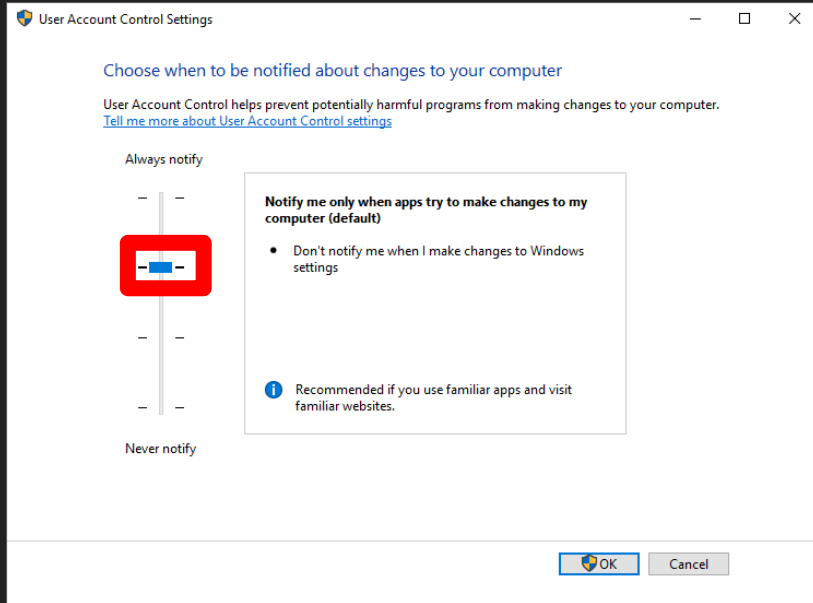 User Account Control Settings
Choose when to be notified about changes to your computer
User Account Control helps prevent potentially harmful programs from making changes to your computer.
Tell me more about User Account Control settings
Always notify
Notify me only when apps try to make changes to my
computer (default)
Don't notify me when I make changes to Windows
settings
Recommended if you use familiar apps and visit
familiar websites.
Never notify
OK
Cancel